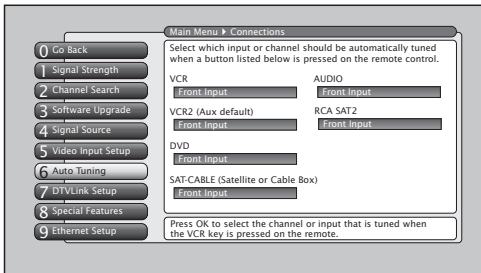 Main Menu ▸ Connections
0 Go Back
1 Signal Strength
2 Channel Search
3 Software Upgrade
4 Signal Source
5 Video Input Setup
6 Auto Tuning
7 DTVLink Setup
8 Special Features
9 Ethernet Setup
Select which input or channel should be automatically tuned
when a button listed below is pressed on the remote control.
VCR
Front Input
VCR2 (Aux default)
Front Input
DVD
Front Input
SAT-CABLE (Satellite or Cable Box)
Front Input
AUDIO
Front Input
RCA SAT2
Front Input
Press OK to select the channel or input that is tuned when
the VCR key is pressed on the remote.